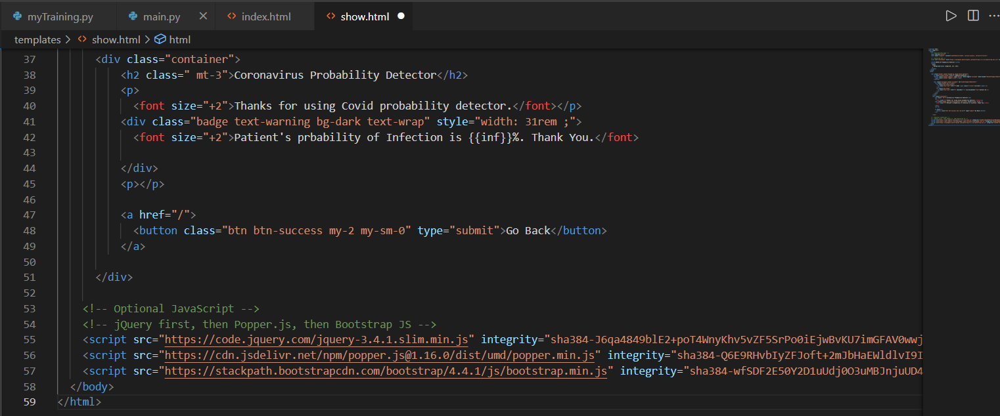 myTraining.py main.py index.html show.html
templates > show.html > html
37 <div class="container">
38 <h2 class=" mt-3">Coronavirus Probability Detector</h2>
39 <p>
40 <font size="+2">Thanks for using Covid probability detector.</font></p>
41 <div class="badge text-warning bg-dark text-wrap" style="width: 31rem ;">
42 <font size="+2">Patient's prbability of Infection is {{inf}}%. Thank You.</font>
43
44 </div>
45 <p></p>
46
47 <a href="/">
48 <button class="btn btn-success my-2 my-sm-0" type="submit">Go Back</button>
49 </a>
50
51 </div>
52
53 <!-- Optional JavaScript -->
54 <!-- jQuery first, then Popper.js, then Bootstrap JS -->
55 <script src="https://code.jquery.com/jquery-3.4.1.slim.min.js" integrity="sha384-J6qa4849blE2+poT4WnyKhv5vZF5SrPo0iEjwBvKU7imGFAV0wwj
56 <script src="https://cdn.jsdelivr.net/npm/popper.js@1.16.0/dist/umd/popper.min.js" integrity="sha384-Q6E9RHvbIyZFJoft+2mJbHaEWldlvI9I
57 <script src="https://stackpath.bootstrapcdn.com/bootstrap/4.4.1/js/bootstrap.min.js" integrity="sha384-wfSDF2E50Y2D1uUdj0O3uMBJnjuUD4
58 </body>
59 </html>